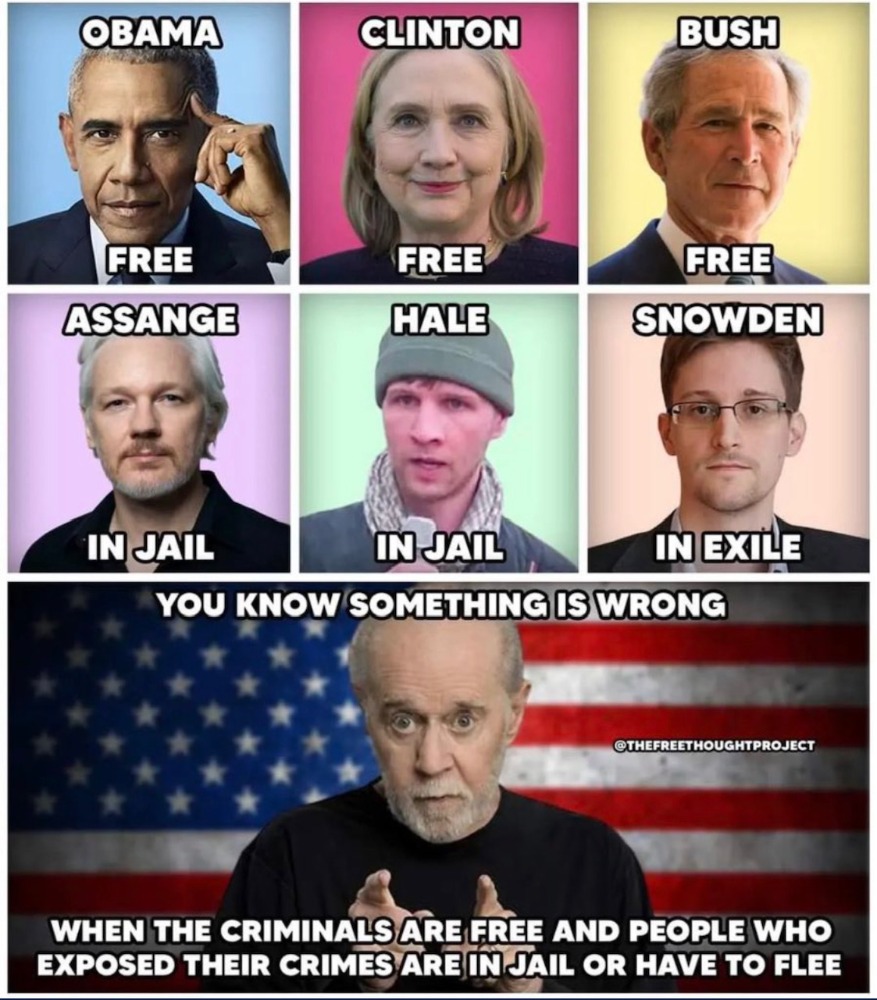 OBAMA
CLINTON
BUSH
FREE
FREE
FREE
ASSANGE
HALE
SNOWDEN
IN JAIL
IN JAIL
IN EXILE
YOU KNOW SOMETHING IS WRONG
@THEFREETHOUGHTPROJECT
WHEN THE CRIMINALS ARE FREE AND PEOPLE WHO
EXPOSED THEIR CRIMES ARE IN JAIL OR HAVE TO FLEE